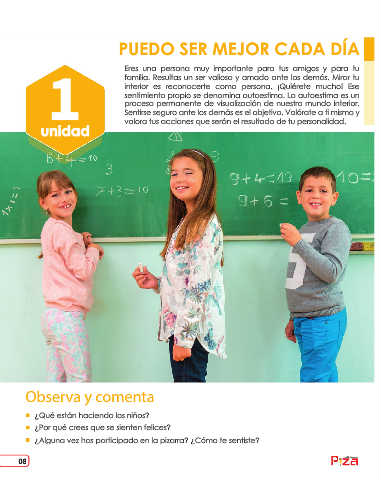 PUEDO SER MEJOR CADA DÍA
Eres una persona muy importante para tus amigos y para tu
familia. Resultas un ser valioso y amado ante los demás. Mirar tu
interior es reconocerte como persona. ¡Quiérete mucho! Ese
sentimiento propio se denomina autoestima. La autoestima es un
proceso permanente de visualización de nuestro mundo interior.
Sentirse seguro ante los demás es el objetivo. Valórate a ti misma y
valora tus acciones que serán el resultado de tu personalidad.
1
unidad
8+4=10
3
3
7+3=10
9+4=13
10=
9+6=
Observa y comenta
¿Qué están haciendo los niños?
¿Por qué crees que se sienten felices?
¿Alguna vez has participado en la pizarra? ¿Cómo te sentiste?
08